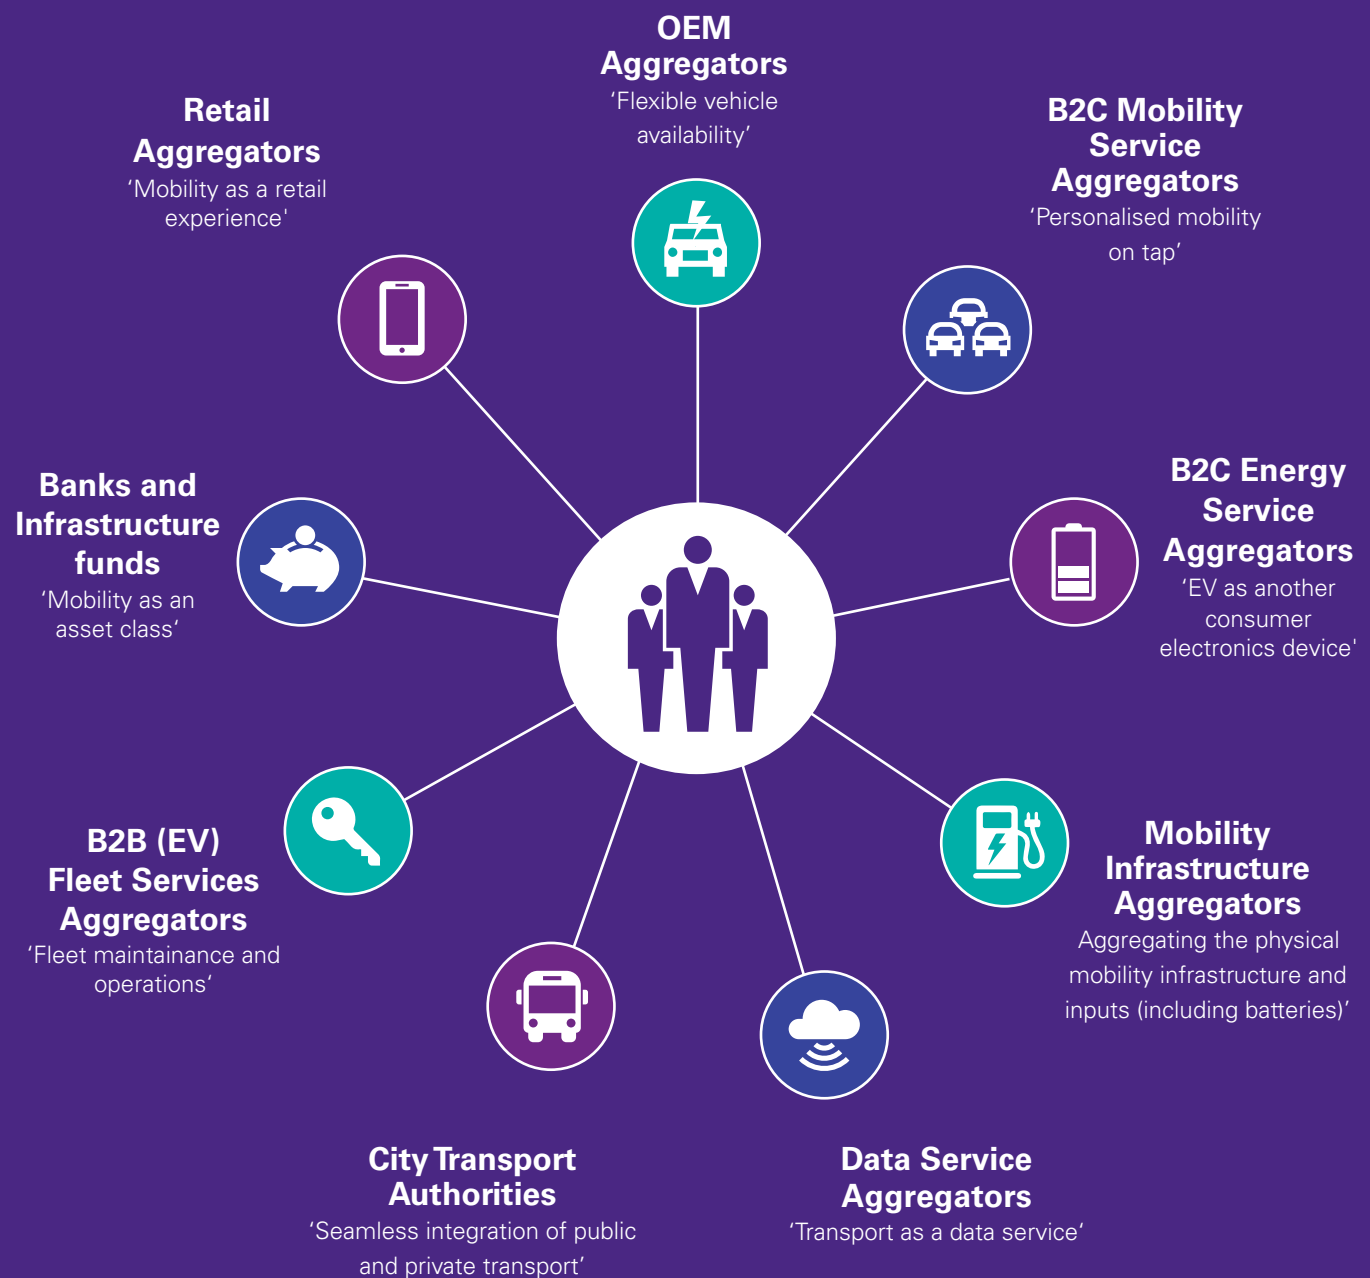 OEM
Aggregators
‘Flexible vehicle
availability’
B2C Mobility
Service
Aggregators
‘Personalised mobility
on tap’
B2C Energy
Service
Aggregators
‘EV as another
consumer
electronics device'
Mobility
Infrastructure
Aggregators
Aggregating the physical
mobility infrastructure and
inputs (including batteries)’
Data Service
Aggregators
‘Transport as a data service‘
City Transport
Authorities
‘Seamless integration of public
and private transport’
B2B (EV)
Fleet Services
Aggregators
‘Fleet maintainance and
operations‘
Banks and
Infrastructure
funds
‘Mobility as an
asset class‘
Retail
Aggregators
‘Mobility as a retail
experience'